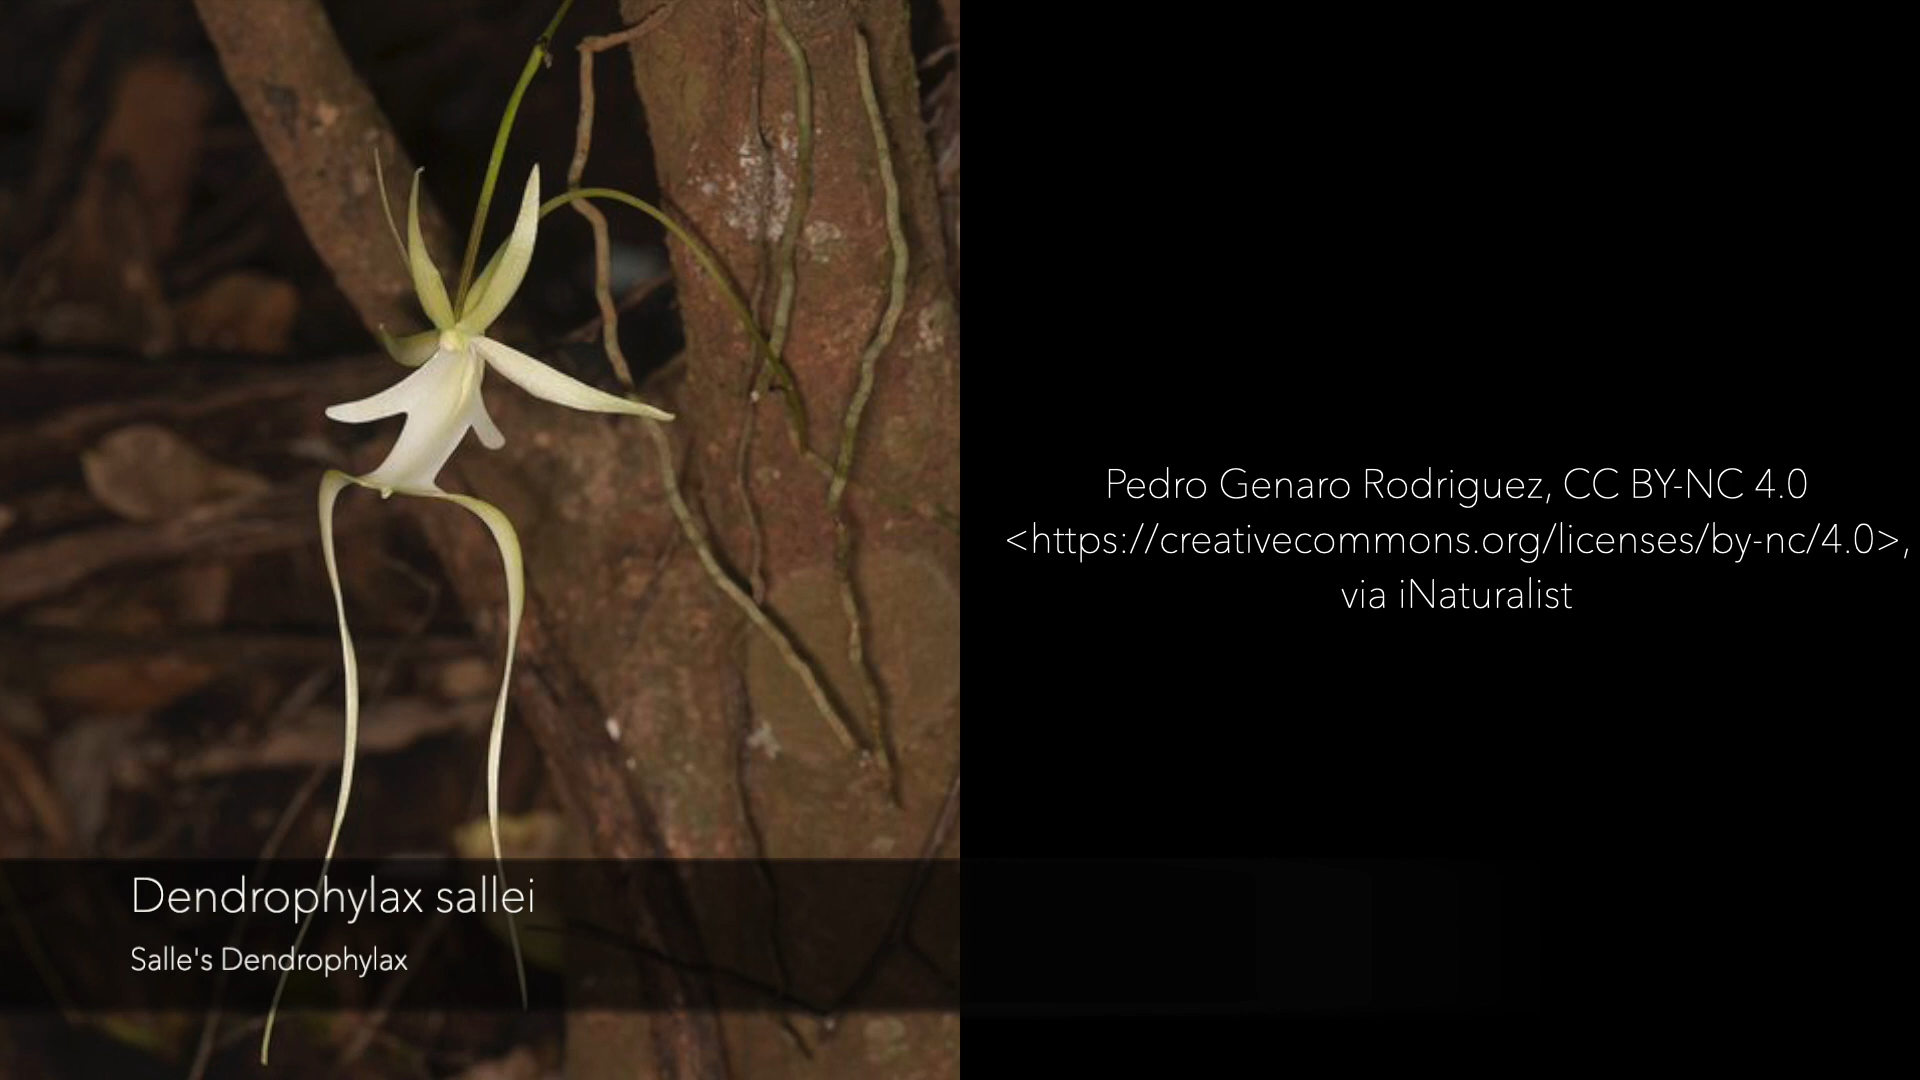 Pedro Genaro Rodriguez, CC BY-NC 4.0
<https://creativecommons.org/licenses/by-nc/4.0>,
via iNaturalist
Dendrophylax sallei
Salle's Dendrophylax